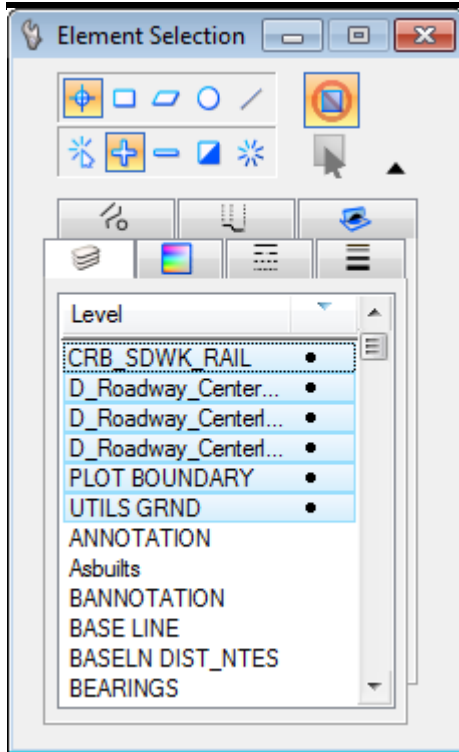 Element Selection
Level
CRB_SDWK_RAIL
D_Roadway_Center...
D_Roadway_Centerl...
D_Roadway_Centerl...
PLOT BOUNDARY
UTILS GRND
ANNOTATION
Asbuilts
BANNOTATION
BASE LINE
BASELN DIST_NTES
BEARINGS